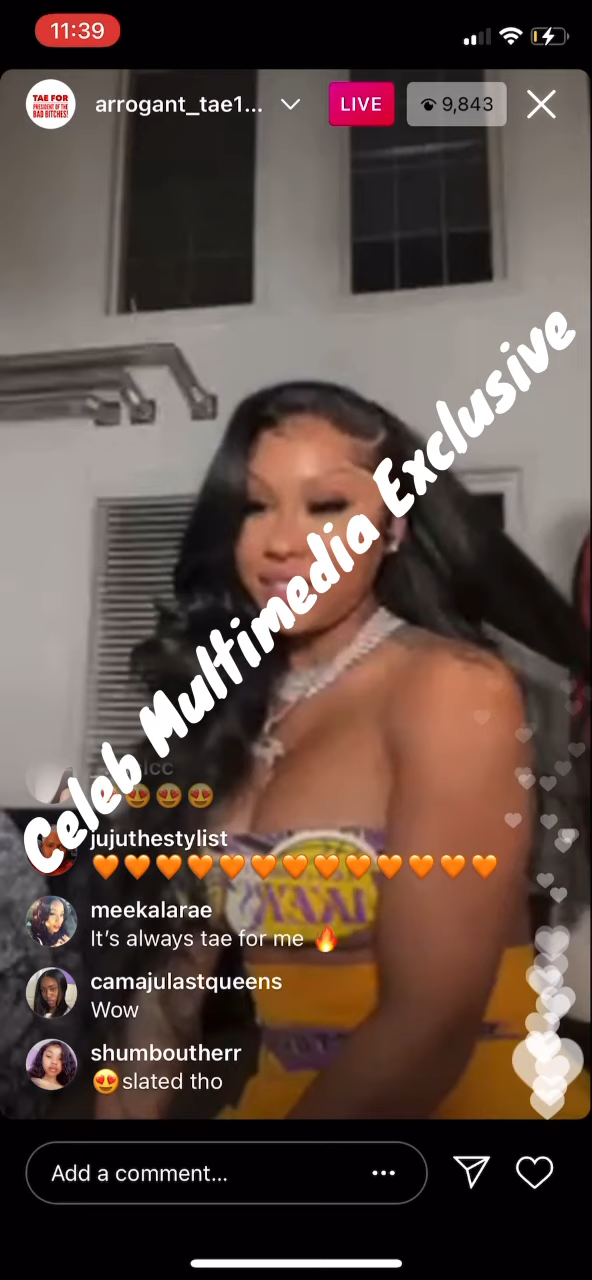 11:39
TAE FOR
PRESIDENT OF THE
BAD BITCHES!
arrogant_tae1...
LIVE
9,843
Celeb Multimedia Exclusive
jujuthestylist
🧡🧡🧡🧡🧡🧡🧡🧡🧡🧡🧡🧡🧡
meekalarae
It's always tae for me 🔥
camajulastqueens
Wow
shumboutherr
😍slated tho
Add a comment...